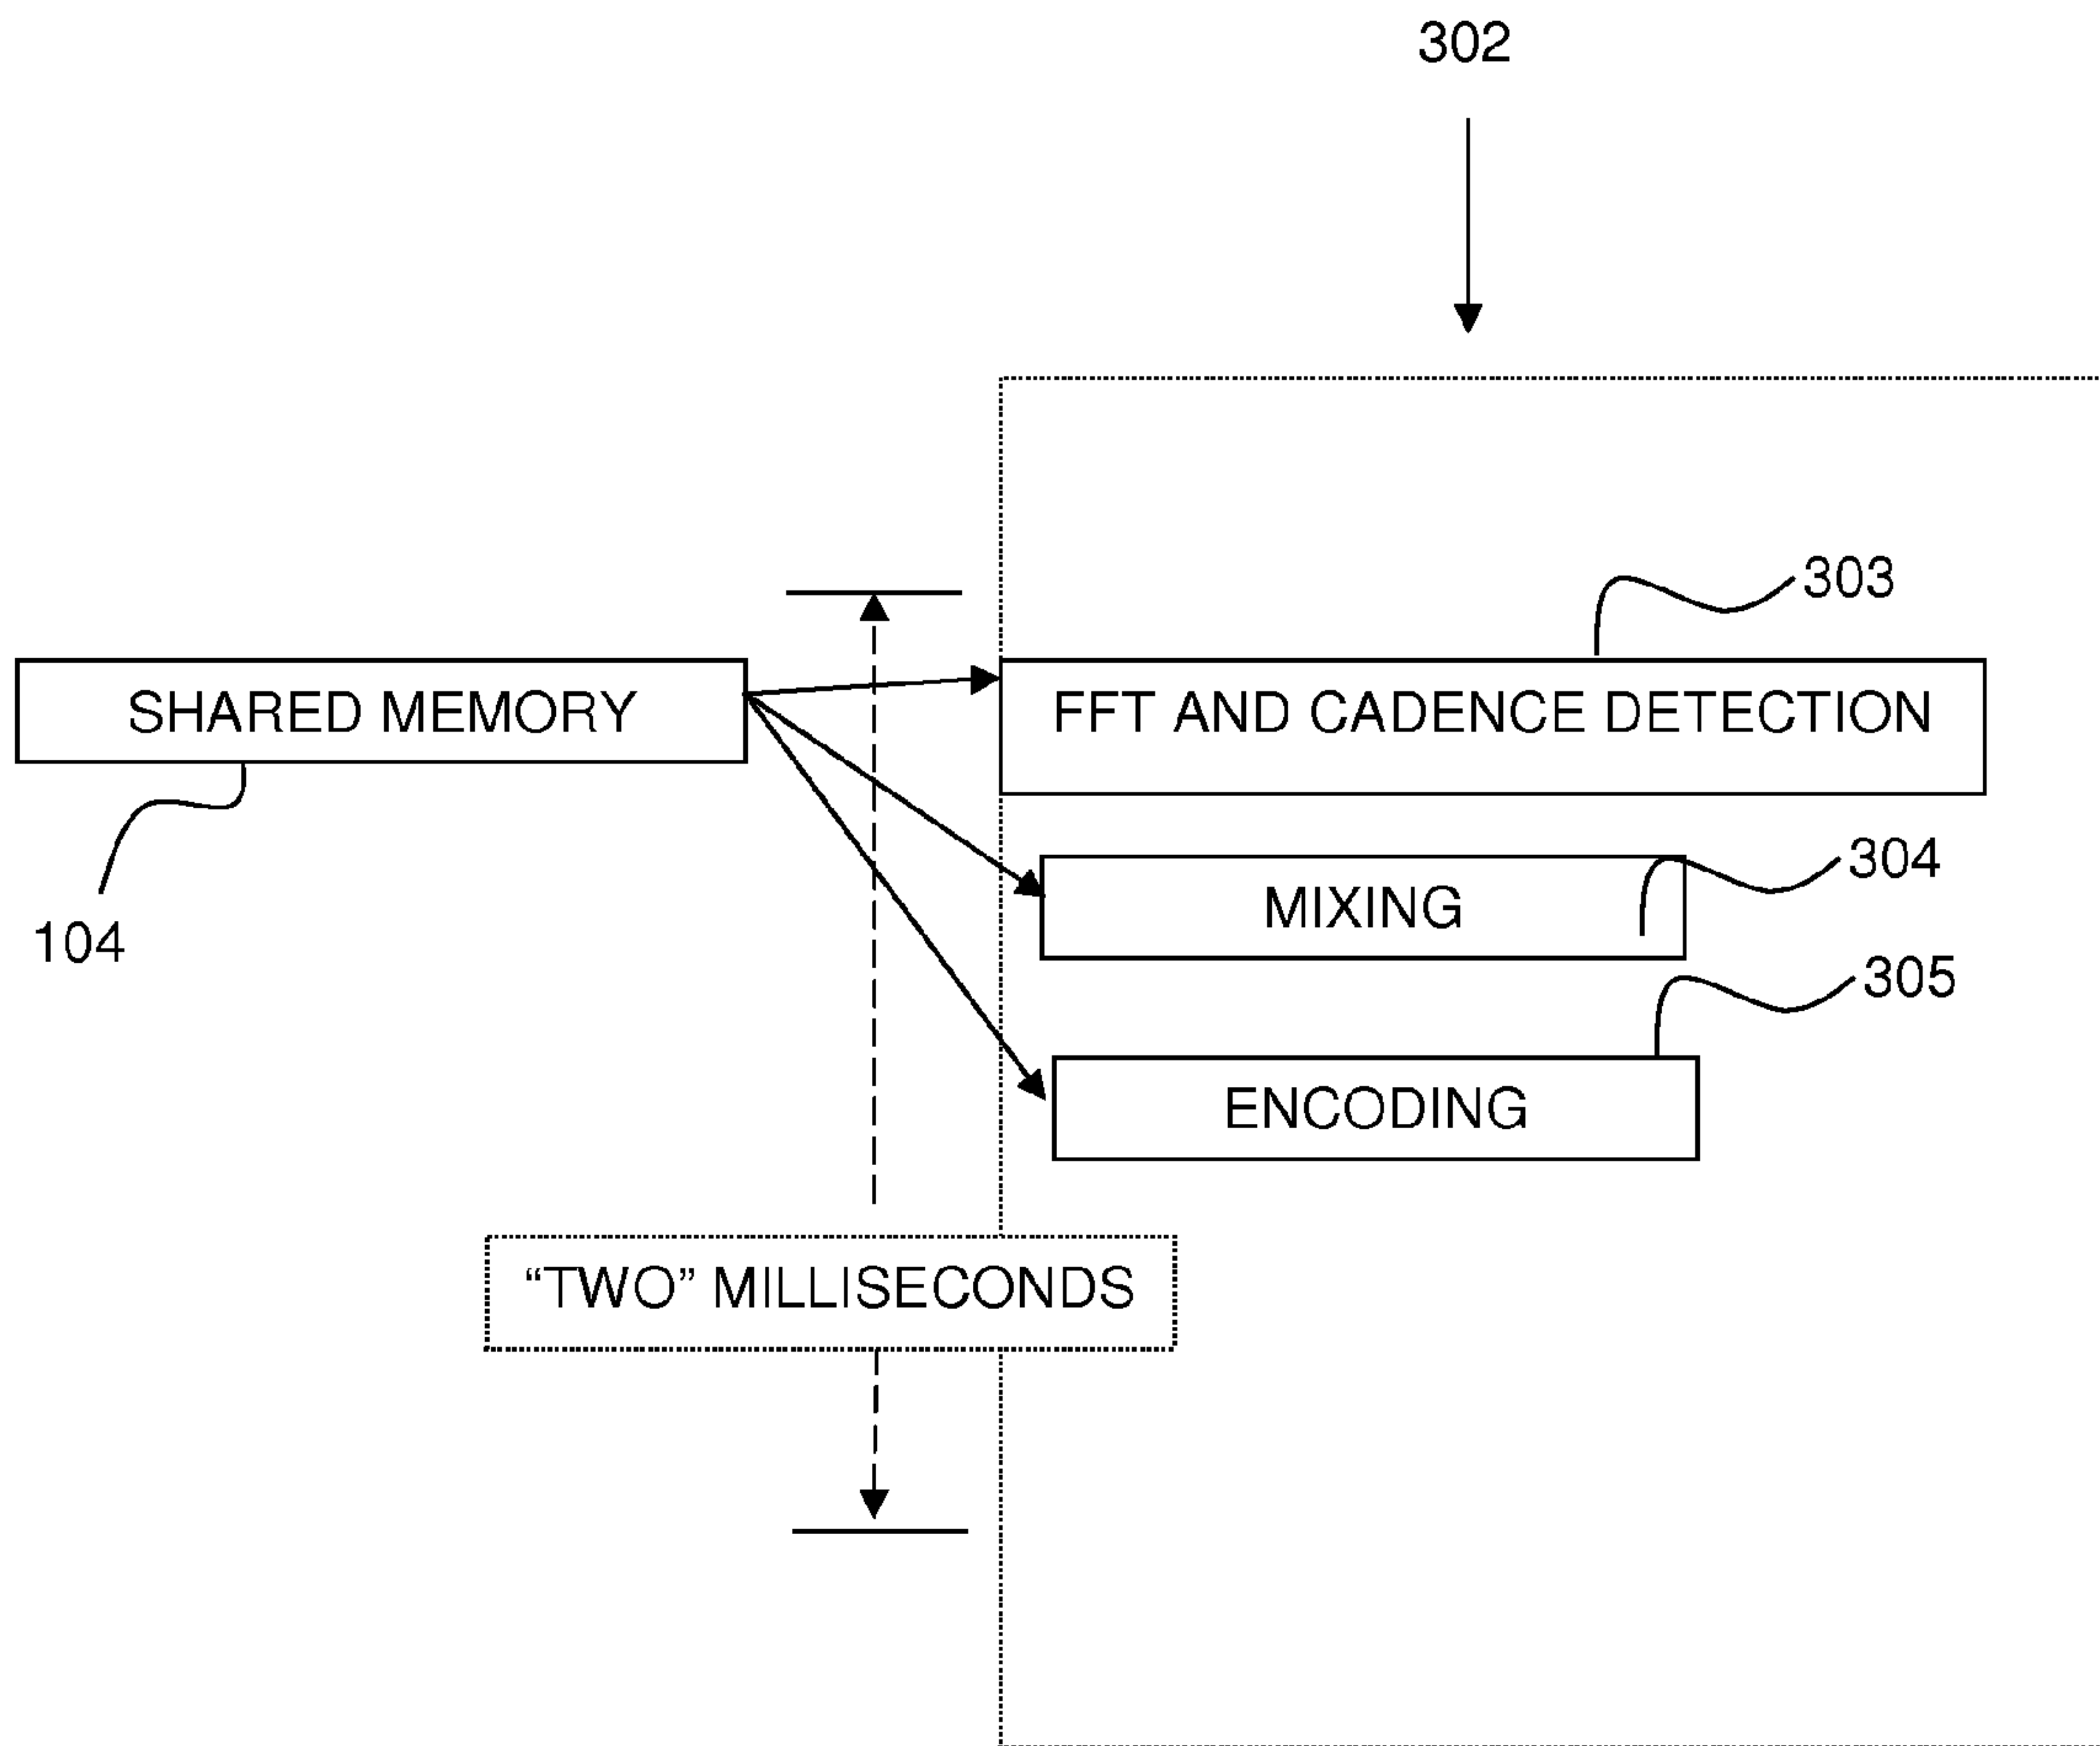 302
303
SHARED MEMORY
FFT AND CADENCE DETECTION
304
MIXING
104
305
ENCODING
“TWO” MILLISECONDS